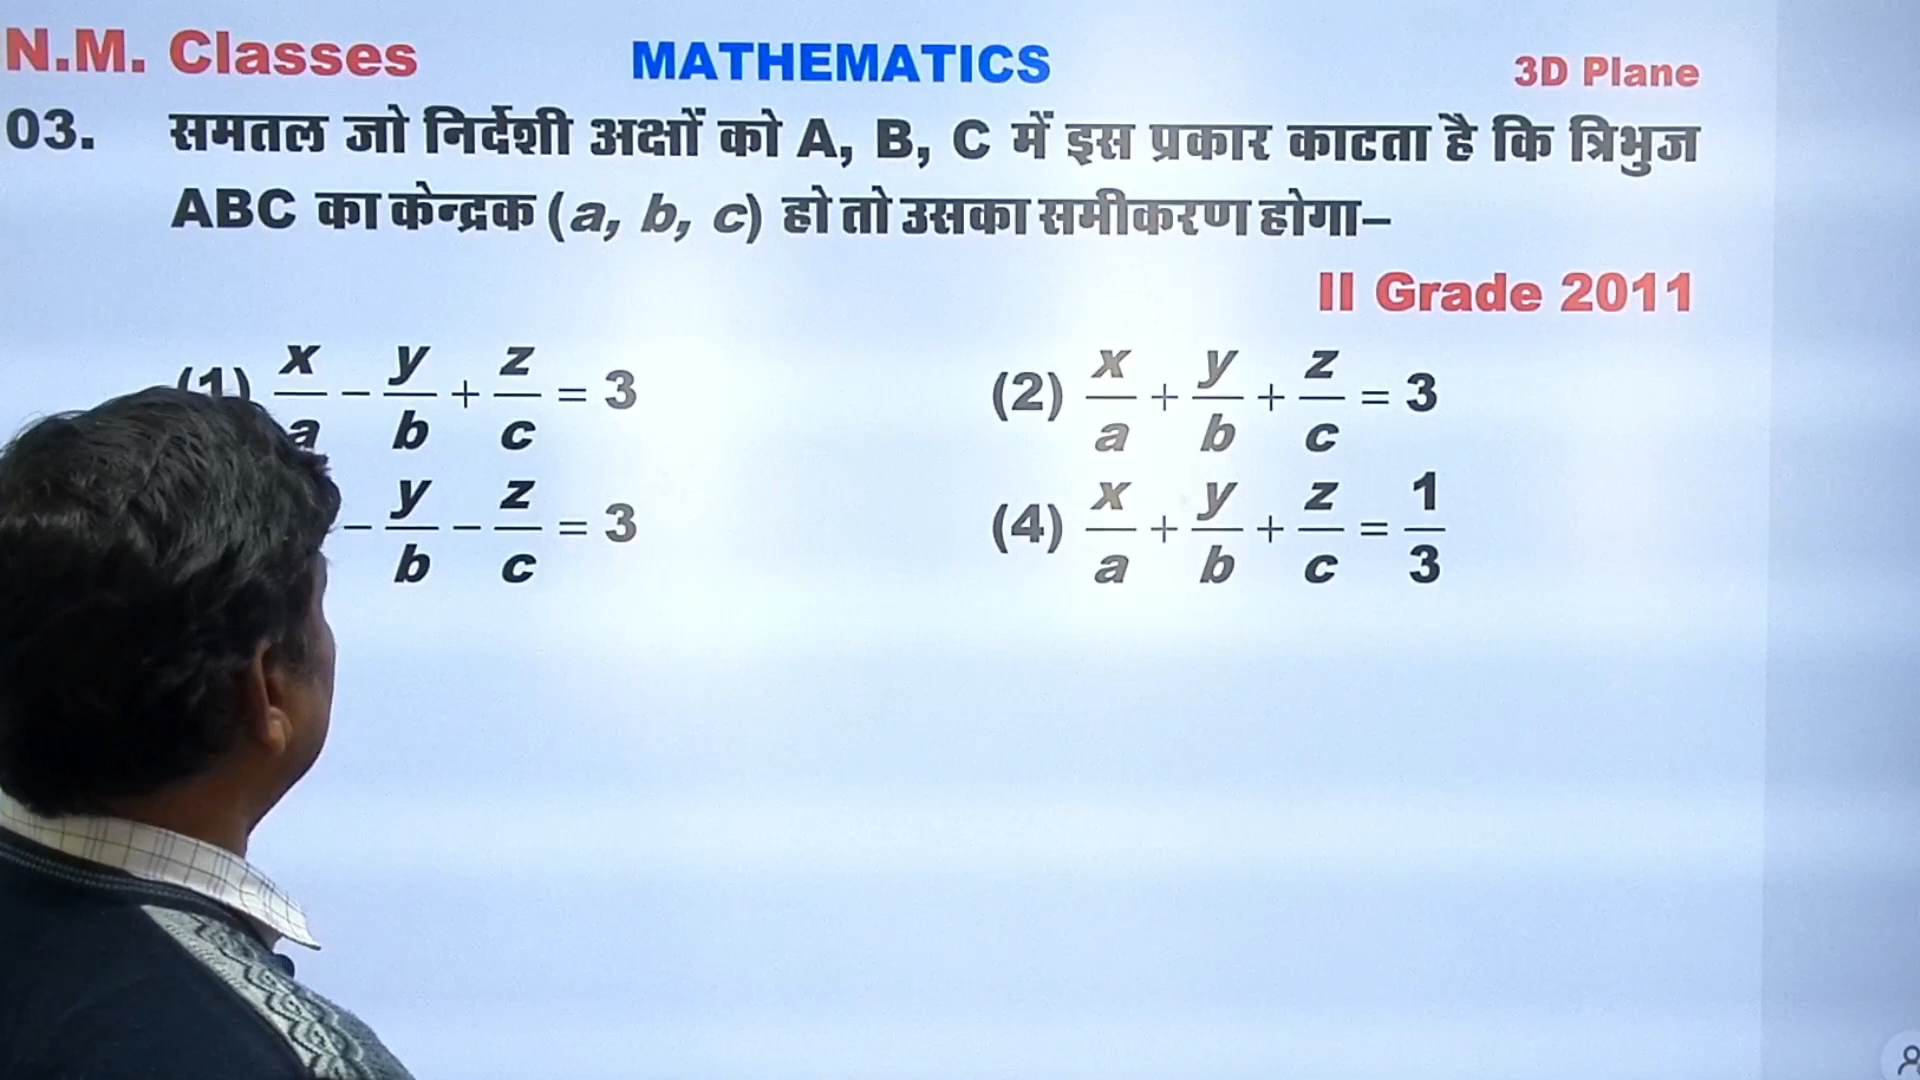 N.M. Classes MATHEMATICS 3D Plane
03. समतल जो निर्देशी अक्षों को A, B, C में इस प्रकार काटता है कि त्रिभुज
ABC का केन्द्रक (a, b, c) हो तो उसका समीकरण होगा–
II Grade 2011
(1) x/a − y/b + z/c = 3 (2) x/a + y/b + z/c = 3
− y/b − z/c = 3 (4) x/a + y/b + z/c = 1/3